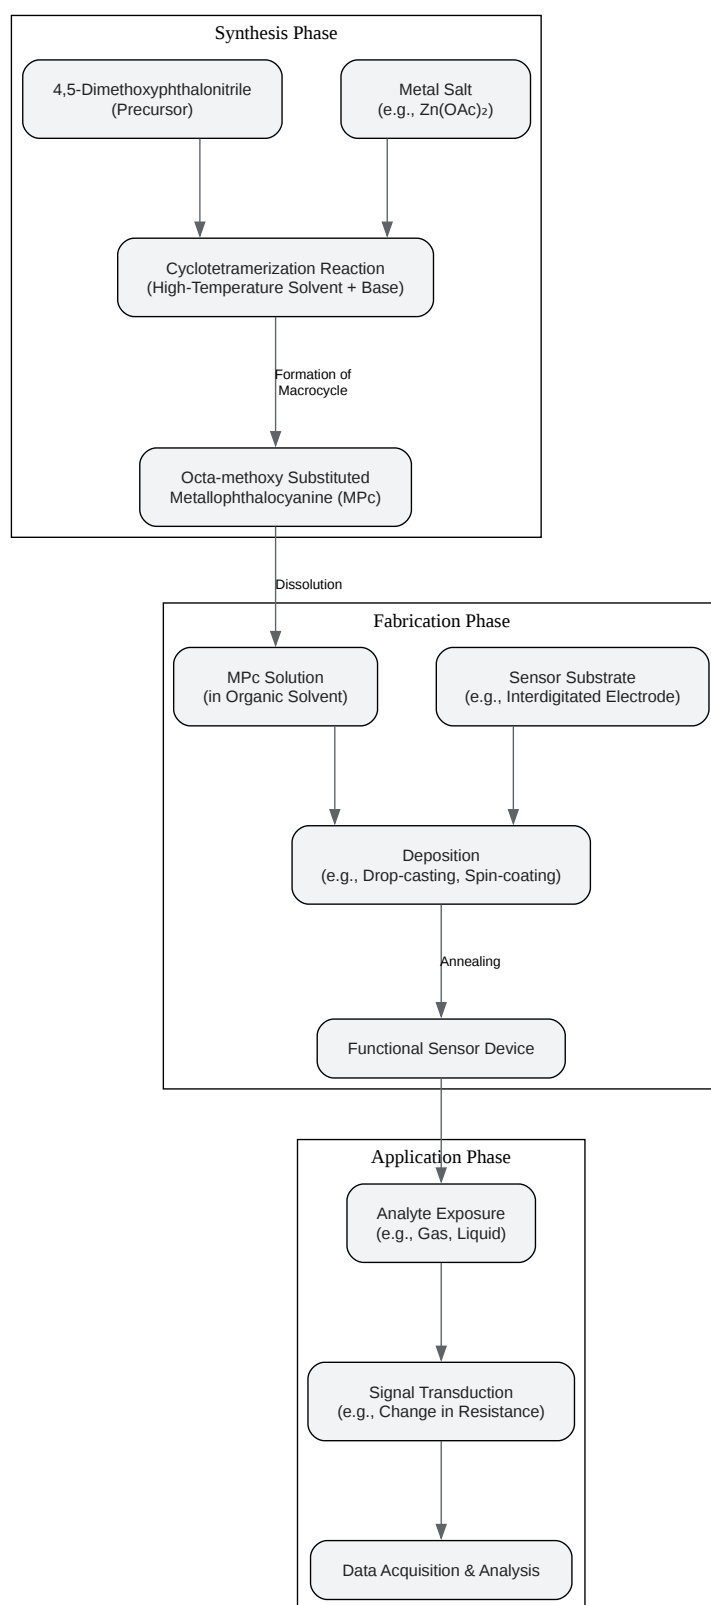 Synthesis Phase
4,5-Dimethoxyphthalonitrile
(Precursor)
Metal Salt
(e.g., Zn(OAc)₂)
Cyclotetramerization Reaction
(High-Temperature Solvent + Base)
Formation of
Macrocycle
Octa-methoxy Substituted
Metallophthalocyanine (MPc)
Dissolution
Fabrication Phase
MPc Solution
(in Organic Solvent)
Sensor Substrate
(e.g., Interdigitated Electrode)
Deposition
(e.g., Drop-casting, Spin-coating)
Annealing
Functional Sensor Device
Application Phase
Analyte Exposure
(e.g., Gas, Liquid)
Signal Transduction
(e.g., Change in Resistance)
Data Acquisition & Analysis